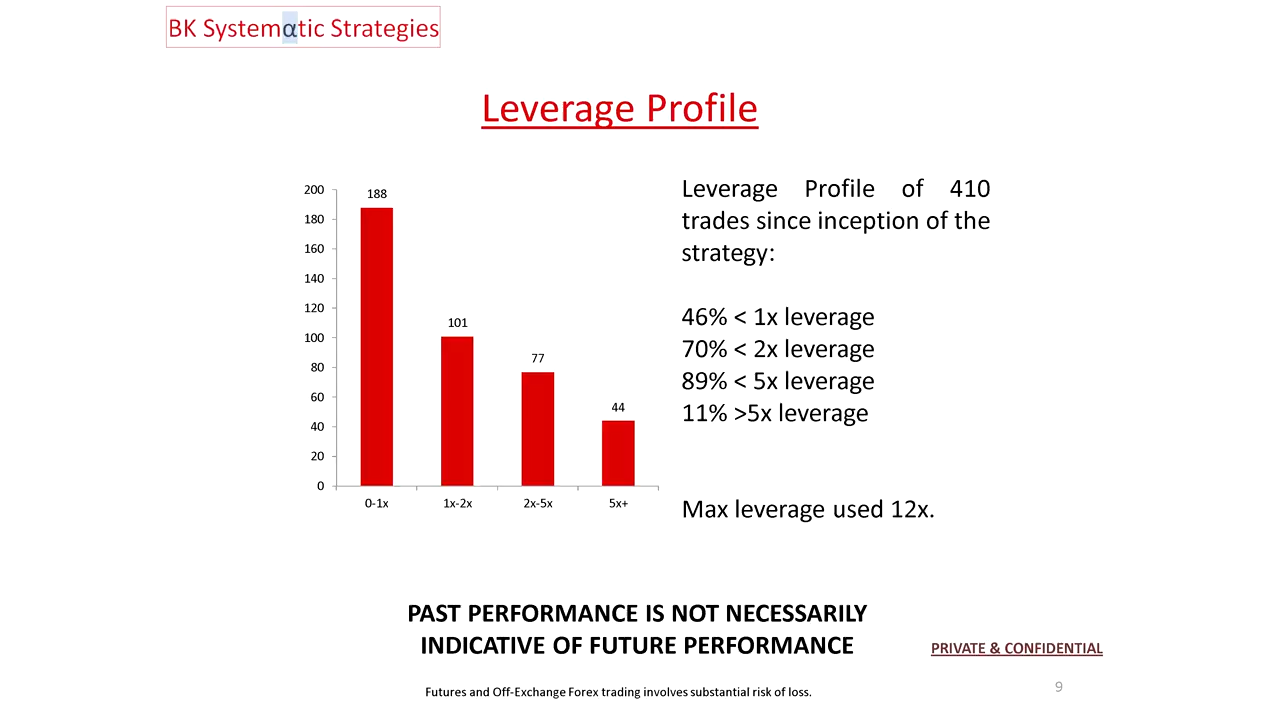 BK Systemαtic Strategies
Leverage Profile
200
180
160
140
120
100
80
60
40
20
0
188
101
77
44
0-1x
1x-2x
2x-5x
5x+
Leverage Profile of 410
trades since inception of the
strategy:
46% < 1x leverage
70% < 2x leverage
89% < 5x leverage
11% >5x leverage
Max leverage used 12x.
PAST PERFORMANCE IS NOT NECESSARILY
INDICATIVE OF FUTURE PERFORMANCE
PRIVATE & CONFIDENTIAL
Futures and Off-Exchange Forex trading involves substantial risk of loss.
9